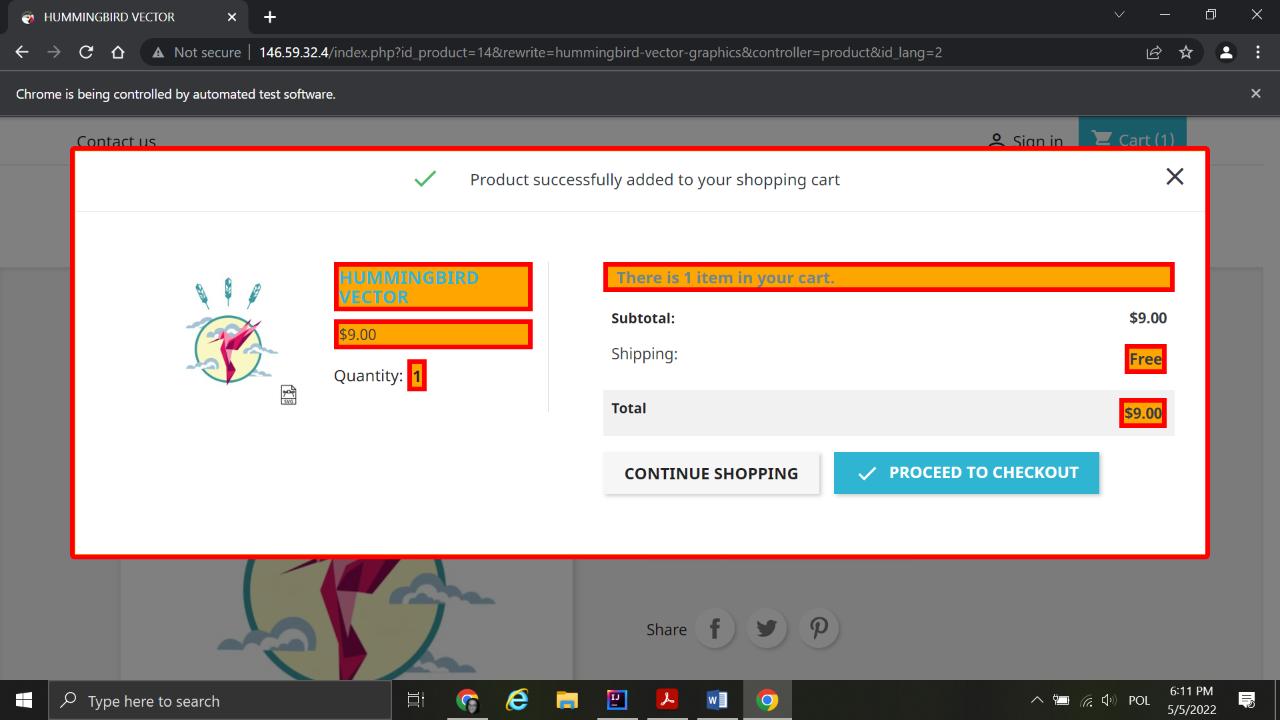 HUMMINGBIRD VECTOR
Not secure
146.59.32.4/index.php?id_product=14&rewrite=hummingbird-vector-graphics&controller=product&id_lang=2
Chrome is being controlled by automated test software.
Contact us
Sign in
Cart (1)
Product successfully added to your shopping cart
HUMMINGBIRD
VECTOR
$9.00
Quantity: 1
There is 1 item in your cart.
Subtotal: $9.00
Shipping: Free
Total $9.00
CONTINUE SHOPPING
PROCEED TO CHECKOUT
Share
Type here to search
POL
6:11 PM
5/5/2022